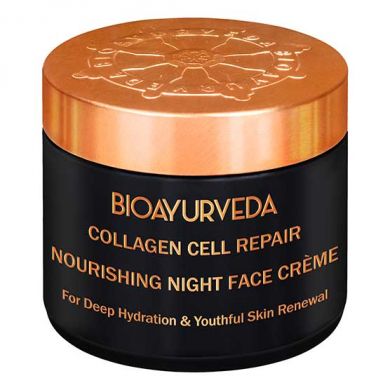 BIOAYURVEDA
COLLAGEN CELL REPAIR
NOURISHING NIGHT FACE CRÈME
For Deep Hydration & Youthful Skin Renewal